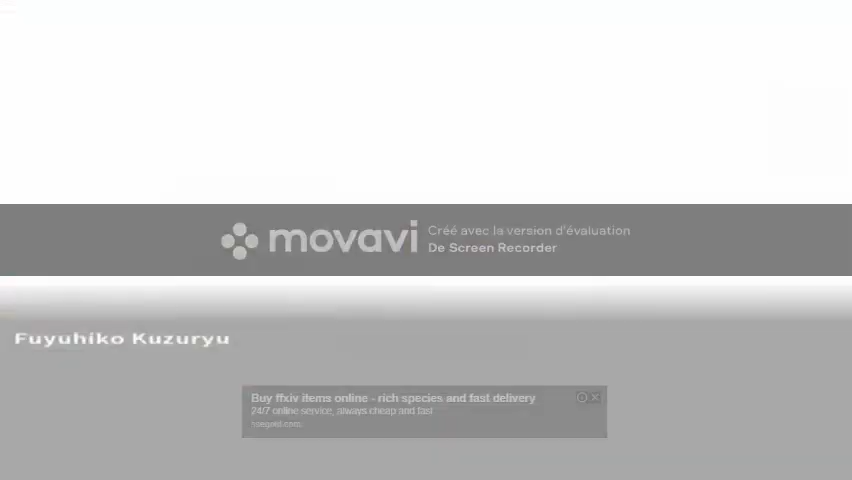 movavi
Créé avec la version d'évaluation
De Screen Recorder
Fuyuhiko Kuzuryu
Buy ffxiv items online - rich species and fast delivery
24/7 online service, always cheap and fast